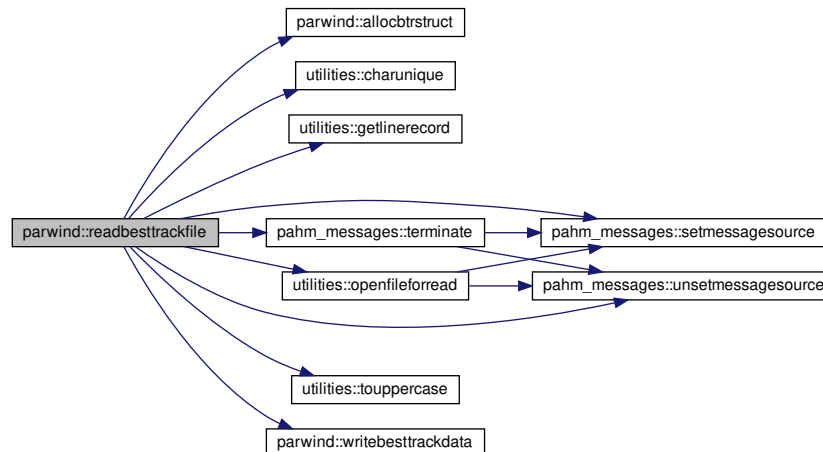 parwind::allocbtrstruct
utilities::charunique
utilities::getlinerecord
parwind::readbesttrackfile
pahm_messages::terminate
pahm_messages::setmessagesource
utilities::openfileforread
pahm_messages::unsetmessagesource
utilities::touppercase
parwind::writebesttrackdata